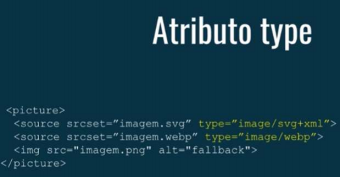 Atributo type
<picture>
<source srcset="imagem.svg" type="image/svg+xml">
<source srcset="imagem.webp" type="image/webp">
<img src="imagem.png" alt="fallback">
</picture>